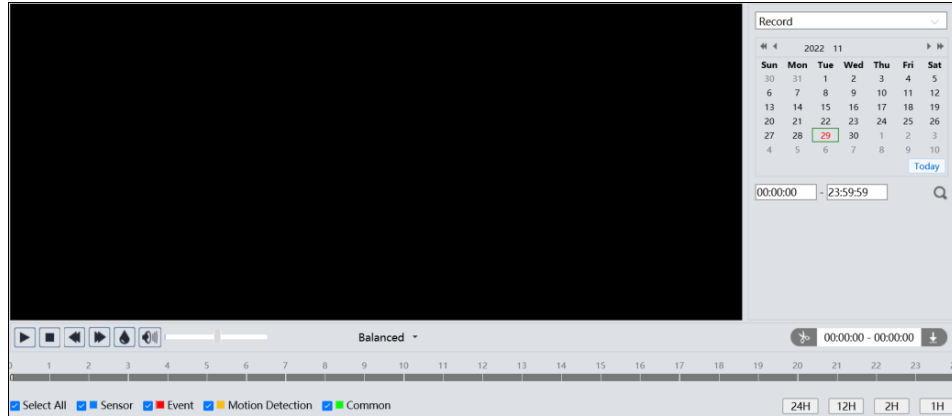 Record
2022 11
Sun Mon Tue Wed Thu Fri Sat
30 31 1 2 3 4 5
6 7 8 9 10 11 12
13 14 15 16 17 18 19
20 21 22 23 24 25 26
27 28 29 30 1 2 3
4 5 6 7 8 9 10
Today
00:00:00 - 23:59:59
Balanced
00:00:00 - 00:00:00
1 2 3 4 5 6 7 8 9 10 11 12 13 14 15 16 17 18 19 20 21 22 23
Select All Sensor Event Motion Detection Common
24H 12H 2H 1H